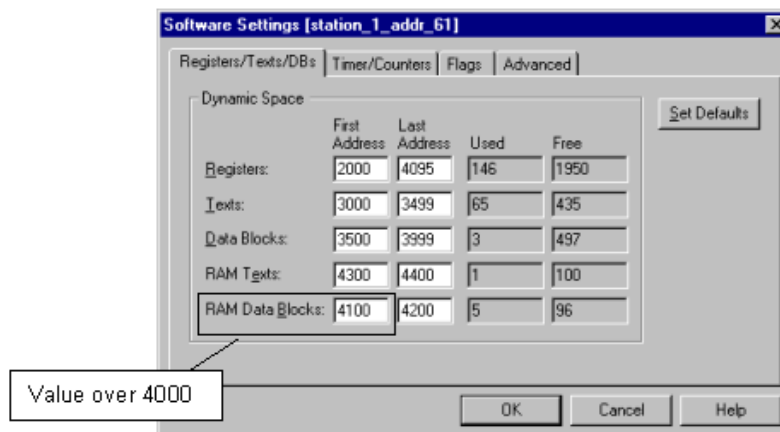 Software Settings [station_1_addr_61]
Registers/Texts/DBs Timer/Counters Flags Advanced
Dynamic Space
Set Defaults
First Address Last Address Used Free
Registers: 2000 4095 146 1950
Texts: 3000 3499 65 435
Data Blocks: 3500 3999 3 497
RAM Texts: 4300 4400 1 100
RAM Data Blocks: 4100 4200 5 96
Value over 4000
OK Cancel Help